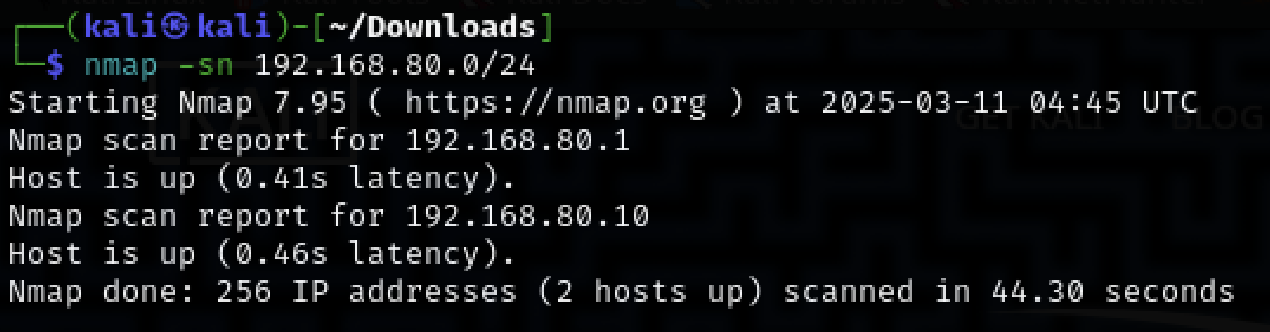 ┌──(kali㉿kali)-[~/Downloads]
└─$ nmap -sn 192.168.80.0/24
Starting Nmap 7.95 ( https://nmap.org ) at 2025-03-11 04:45 UTC
Nmap scan report for 192.168.80.1
Host is up (0.41s latency).
Nmap scan report for 192.168.80.10
Host is up (0.46s latency).
Nmap done: 256 IP addresses (2 hosts up) scanned in 44.30 seconds
GET KALI
BLOG